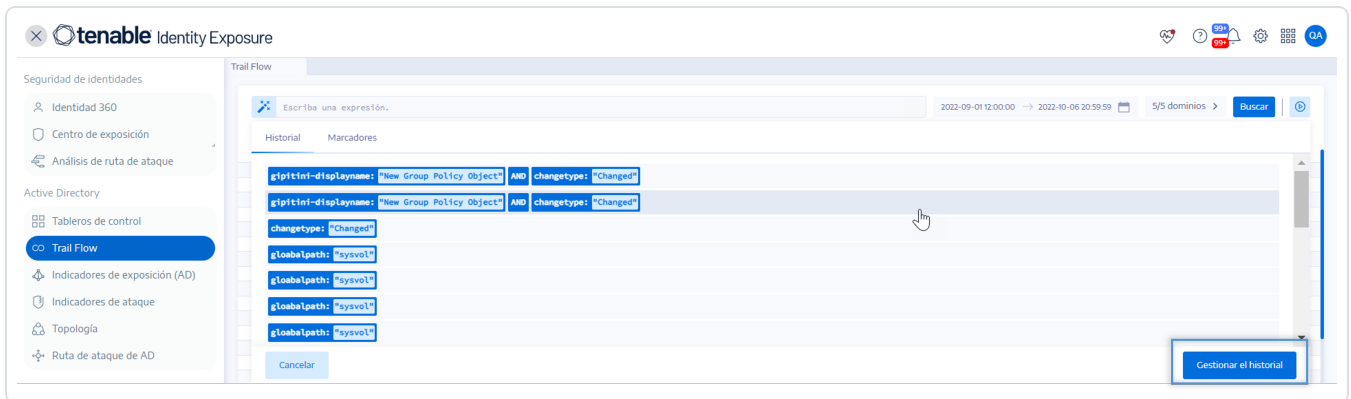 tenable Identity Exposure
99+
99+
QA
Seguridad de identidades
Identidad 360
Centro de exposición
Análisis de ruta de ataque
Active Directory
Tableros de control
Trail Flow
Indicadores de exposición (AD)
Indicadores de ataque
Topología
Ruta de ataque de AD
Trail Flow
Escriba una expresión.
2022-09-01 12:00:00 → 2022-10-06 20:59:59
5/5 dominios >
Buscar
Historial Marcadores
gipitini-displayname: "New Group Policy Object" AND changetype: "Changed"
gipitini-displayname: "New Group Policy Object" AND changetype: "Changed"
changetype: "Changed"
gloabalpath: "sysvol"
gloabalpath: "sysvol"
gloabalpath: "sysvol"
gloabalpath: "sysvol"
Cancelar
Gestionar el historial